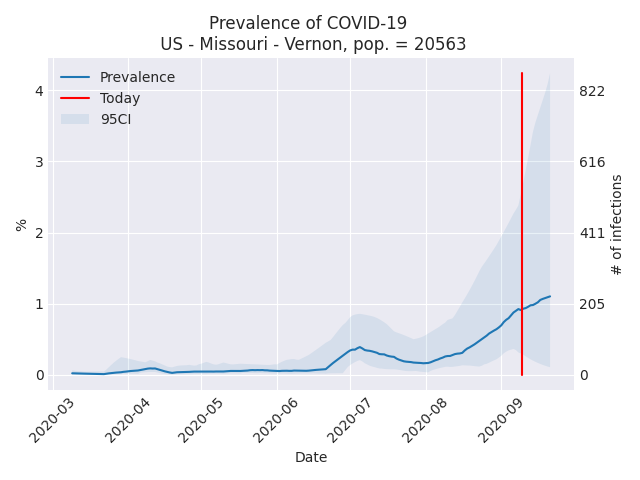 Prevalence of COVID-19
US - Missouri - Vernon, pop. = 20563
Prevalence
Today
95CI
%
4
3
2
1
0
822
616
411
205
0
# of infections
2020-03
2020-04
2020-05
2020-06
2020-07
2020-08
2020-09
Date